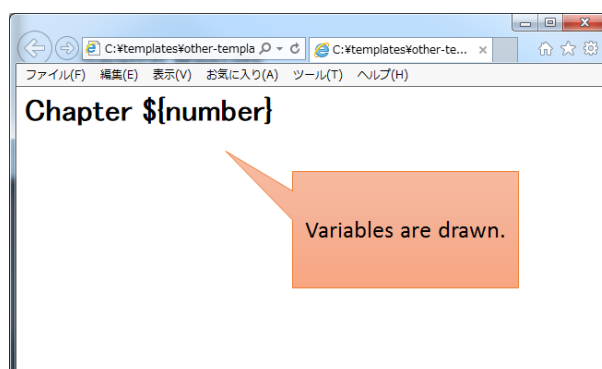 C:¥templates¥other-templa
C:¥templates¥other-te...
ファイル(F) 編集(E) 表示(V) お気に入り(A) ツール(T) ヘルプ(H)
Chapter ${number}
Variables are drawn.